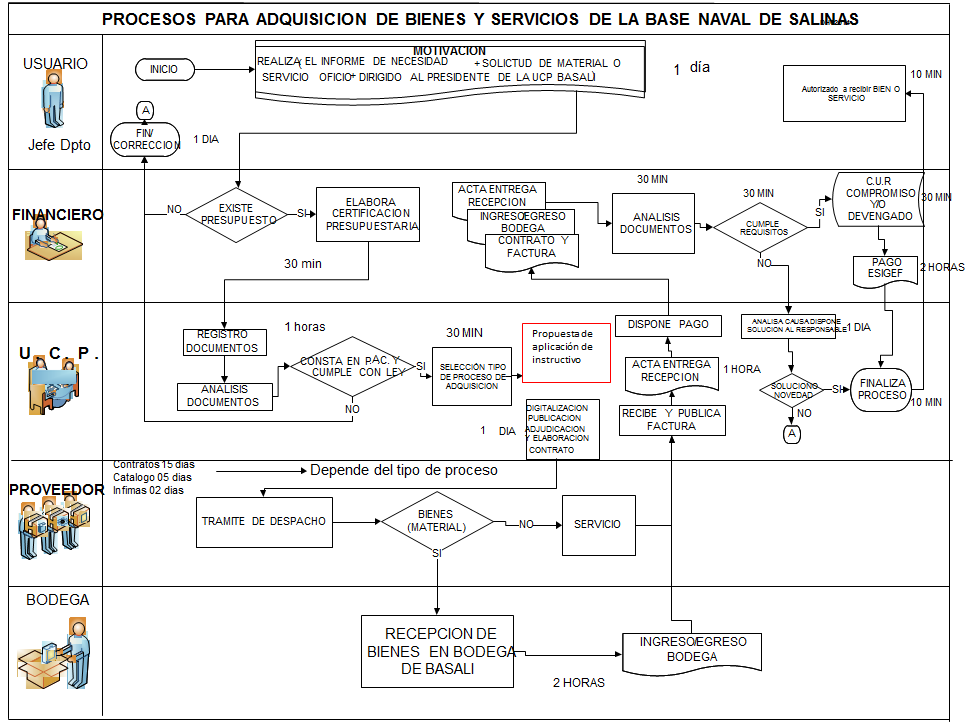 PROCESOS PARA ADQUISICION DE BIENES Y SERVICIOS DE LA BASE NAVAL DE SALINAS
USUARIO
Jefe Dpto
INICIO
MOTIVACION
REALIZA: EL INFORME DE NECESIDAD + SOLICTUD DE MATERIAL O
SERVICIO OFICIO+ DIRIGIDO AL PRESIDENTE DE LA UCP BASALI
1 día
Autorizado a recibir BIEN O
SERVICIO
10 MIN
A
FIN/
CORRECCION
1 DIA
FINANCIERO
NO
EXISTE
PRESUPUESTO
SI
ELABORA
CERTIFICACION
PRESUPUESTARIA
30 min
ACTA ENTREGA
RECEPCION
INGRESO/EGRESO
BODEGA
CONTRATO Y
FACTURA
30 MIN
ANALISIS
DOCUMENTOS
30 MIN
CUMPLE
REQUISITOS
SI
NO
C.U.R
COMPROMISO
Y/O
DEVENGADO
30 MIN
PAGO
ESIGEF
2 HORAS
U . C . P .
REGISTRO
DOCUMENTOS
ANALISIS
DOCUMENTOS
1 horas
CONSTA EN PAC. Y
CUMPLE CON LEY
SI
NO
30 MIN
SELECCIÓN TIPO
DE PROCESO DE
ADQUISICION
Propuesta de
aplicación de
instructivo
1 DIA
DIGITALIZACION
PUBLICACION
ADJUDICACION
Y ELABORACION
CONTRATO
DISPONE PAGO
ACTA ENTREGA
RECEPCION
1 HORA
RECIBE Y PUBLICA
FACTURA
ANALISA CAUSA DISPONE
SOLUCION AL RESPONSABLE
1 DIA
SOLUCIONO
NOVEDAD
SI
NO
A
FINALIZA
PROCESO
10 MIN
PROVEEDOR
Contratos 15 dias
Catalogo 05 dias
Infimas 02 dias
Depende del tipo de proceso
TRAMITE DE DESPACHO
BIENES
(MATERIAL)
NO
SI
SERVICIO
BODEGA
RECEPCION DE
BIENES EN BODEGA
DE BASALI
2 HORAS
INGRESO/EGRESO
BODEGA